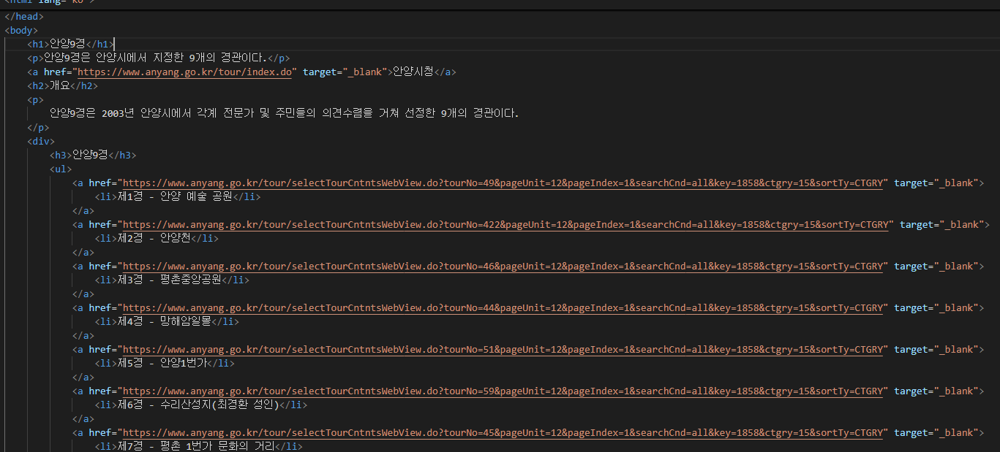 <html lang="ko">
</head>
<body>
<h1>안양9경</h1>
<p>안양9경은 안양시에서 지정한 9개의 경관이다.</p>
<a href="https://www.anyang.go.kr/tour/index.do" target="_blank">안양시청</a>
<h2>개요</h2>
<p>
안양9경은 2003년 안양시에서 각계 전문가 및 주민들의 의견수렴을 거쳐 선정한 9개의 경관이다.
</p>
<div>
<h3>안양9경</h3>
<ul>
<a href="https://www.anyang.go.kr/tour/selectTourCntntsWebView.do?tourNo=49&pageUnit=12&pageIndex=1&searchCnd=all&key=1858&ctgry=15&sortTy=CTGRY" target="_blank">
<li>제1경 - 안양 예술 공원</li>
</a>
<a href="https://www.anyang.go.kr/tour/selectTourCntntsWebView.do?tourNo=422&pageUnit=12&pageIndex=1&searchCnd=all&key=1858&ctgry=15&sortTy=CTGRY" target="_blank">
<li>제2경 - 안양천</li>
</a>
<a href="https://www.anyang.go.kr/tour/selectTourCntntsWebView.do?tourNo=46&pageUnit=12&pageIndex=1&searchCnd=all&key=1858&ctgry=15&sortTy=CTGRY" target="_blank">
<li>제3경 - 평촌중앙공원</li>
</a>
<a href="https://www.anyang.go.kr/tour/selectTourCntntsWebView.do?tourNo=44&pageUnit=12&pageIndex=1&searchCnd=all&key=1858&ctgry=15&sortTy=CTGRY" target="_blank">
<li>제4경 - 망해암일몰</li>
</a>
<a href="https://www.anyang.go.kr/tour/selectTourCntntsWebView.do?tourNo=51&pageUnit=12&pageIndex=1&searchCnd=all&key=1858&ctgry=15&sortTy=CTGRY" target="_blank">
<li>제5경 - 안양1번가</li>
</a>
<a href="https://www.anyang.go.kr/tour/selectTourCntntsWebView.do?tourNo=59&pageUnit=12&pageIndex=1&searchCnd=all&key=1858&ctgry=15&sortTy=CTGRY" target="_blank">
<li>제6경 - 수리산성지(최경환 성인)</li>
</a>
<a href="https://www.anyang.go.kr/tour/selectTourCntntsWebView.do?tourNo=45&pageUnit=12&pageIndex=1&searchCnd=all&key=1858&ctgry=15&sortTy=CTGRY" target="_blank">
<li>제7경 - 평촌 1번가 문화의 거리</li>